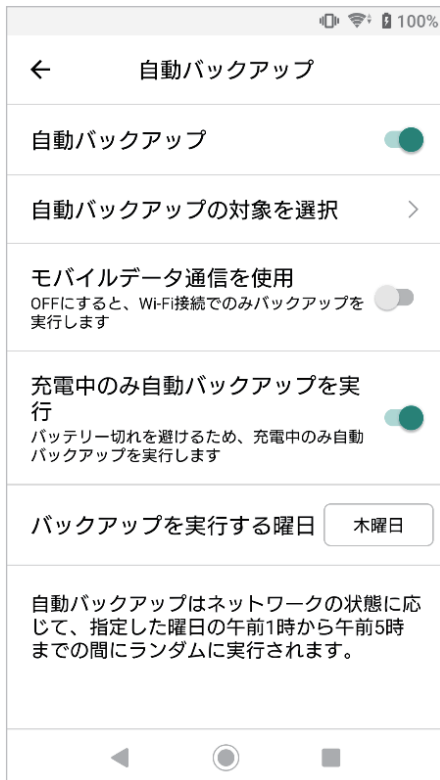 100%
自動バックアップ
自動バックアップ
自動バックアップの対象を選択
モバイルデータ通信を使用
OFFにすると、Wi-Fi接続でのみバックアップを
実行します
充電中のみ自動バックアップを実
行
バッテリー切れを避けるため、充電中のみ自動
バックアップを実行します
バックアップを実行する曜日 木曜日
自動バックアップはネットワークの状態に応
じて、指定した曜日の午前1時から午前5時
までの間にランダムに実行されます。